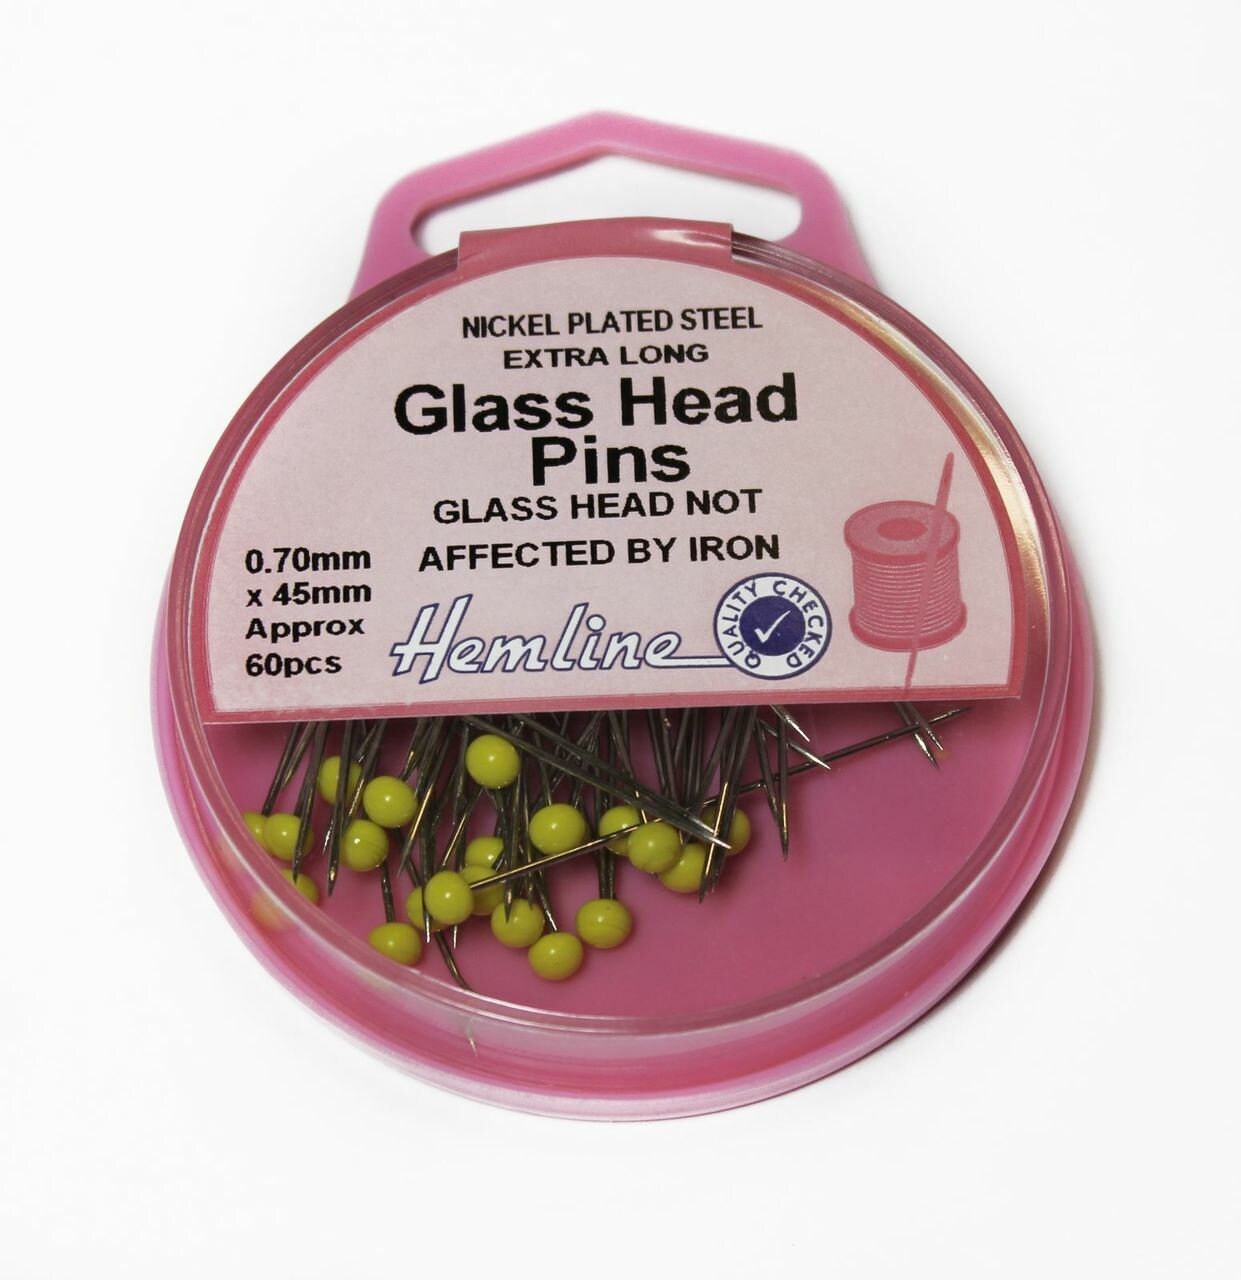 NICKEL PLATED STEEL
EXTRA LONG
Glass Head
Pins
GLASS HEAD NOT
AFFECTED BY IRON
0.70mm
x 45mm
Approx
60pcs
Hemline
QUALITY CHECKED